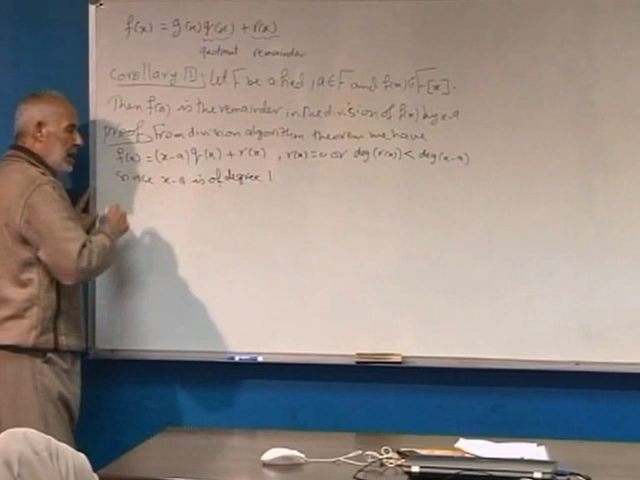 f(x) = g(x) q(x) + r(x)
quotient remainder
Corollary 1: Let F be a field, a ∈ F and f(x) ∈ F[x].
Then f(a) is the remainder in the division of f(x) by x-a
Proof. From division algorithm theorem we have
f(x) = (x-a) q(x) + r(x) , r(x) = 0 or deg(r(x)) < deg(x-a)
Since x-a is of degree 1